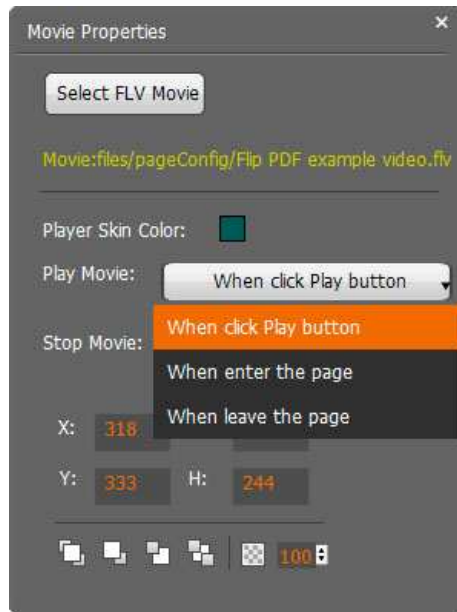 Movie Properties ×
Select FLV Movie
Movie:files/pageConfig/Flip PDF example video.flv
Player Skin Color:
Play Movie: When click Play button
When click Play button
Stop Movie:
When enter the page
When leave the page
X: 318
Y: 333 H: 244
100